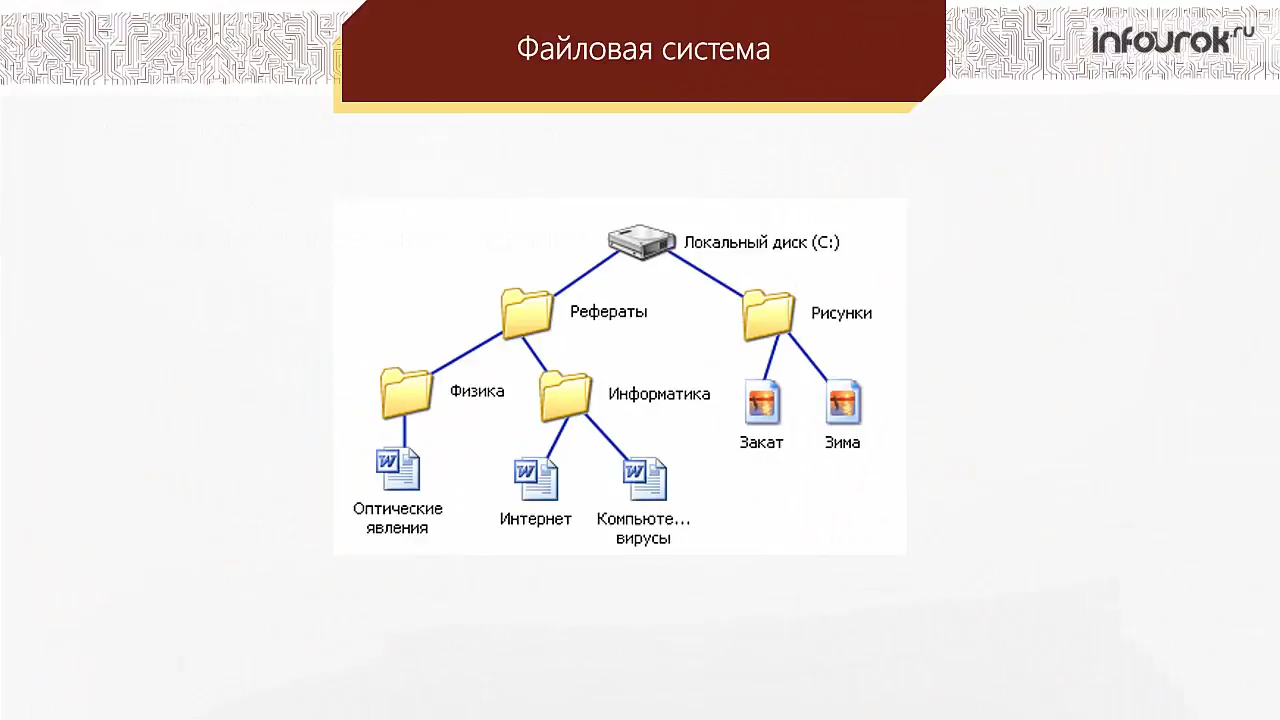 Файловая система
infourok.ru
Локальный диск (C:)
Рефераты
Рисунки
Физика
Информатика
Закат
Зима
Оптические
явления
Интернет
Компьюте...
вирусы